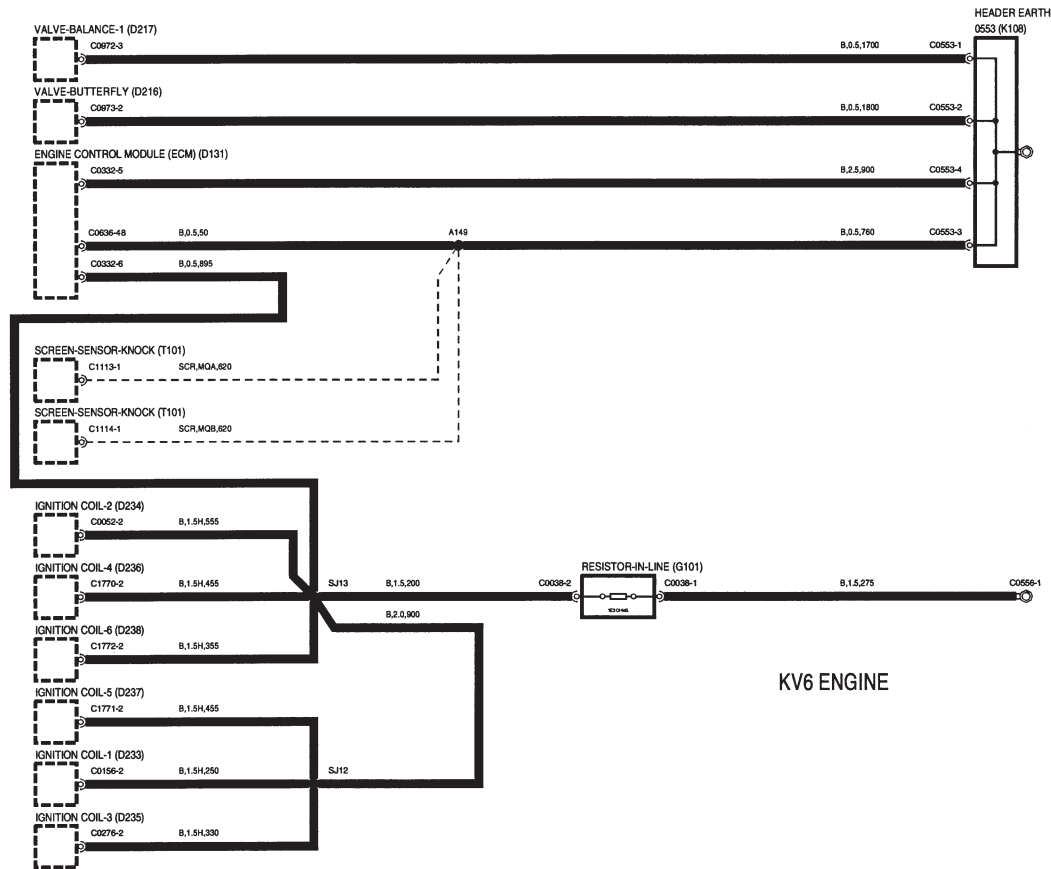 HEADER EARTH
0553 (K108)
VALVE-BALANCE-1 (D217)
C0972-3 B,0.5,1700 C0553-1
VALVE-BUTTERFLY (D216)
C0973-2 B,0.5,1800 C0553-2
ENGINE CONTROL MODULE (ECM) (D131)
C0332-5 B,2.5,900 C0553-4
C0636-48 B,0.5,50 A149 B,0.5,760 C0553-3
C0332-6 B,0.5,895
SCREEN-SENSOR-KNOCK (T101)
C1113-1 SCR,MQA,620
SCREEN-SENSOR-KNOCK (T101)
C1114-1 SCR,MQB,620
IGNITION COIL-2 (D234)
C0052-2 B,1.5H,555
IGNITION COIL-4 (D236)
RESISTOR-IN-LINE (G101)
C1770-2 B,1.5H,455 SJ13 B,1.5,200 C0038-2 C0038-1 B,1.5,275 C0556-1
B,2.0,900
IGNITION COIL-6 (D238)
C1772-2 B,1.5H,355
KV6 ENGINE
IGNITION COIL-5 (D237)
C1771-2 B,1.5H,455
IGNITION COIL-1 (D233)
C0156-2 B,1.5H,250 SJ12
IGNITION COIL-3 (D235)
C0276-2 B,1.5H,330